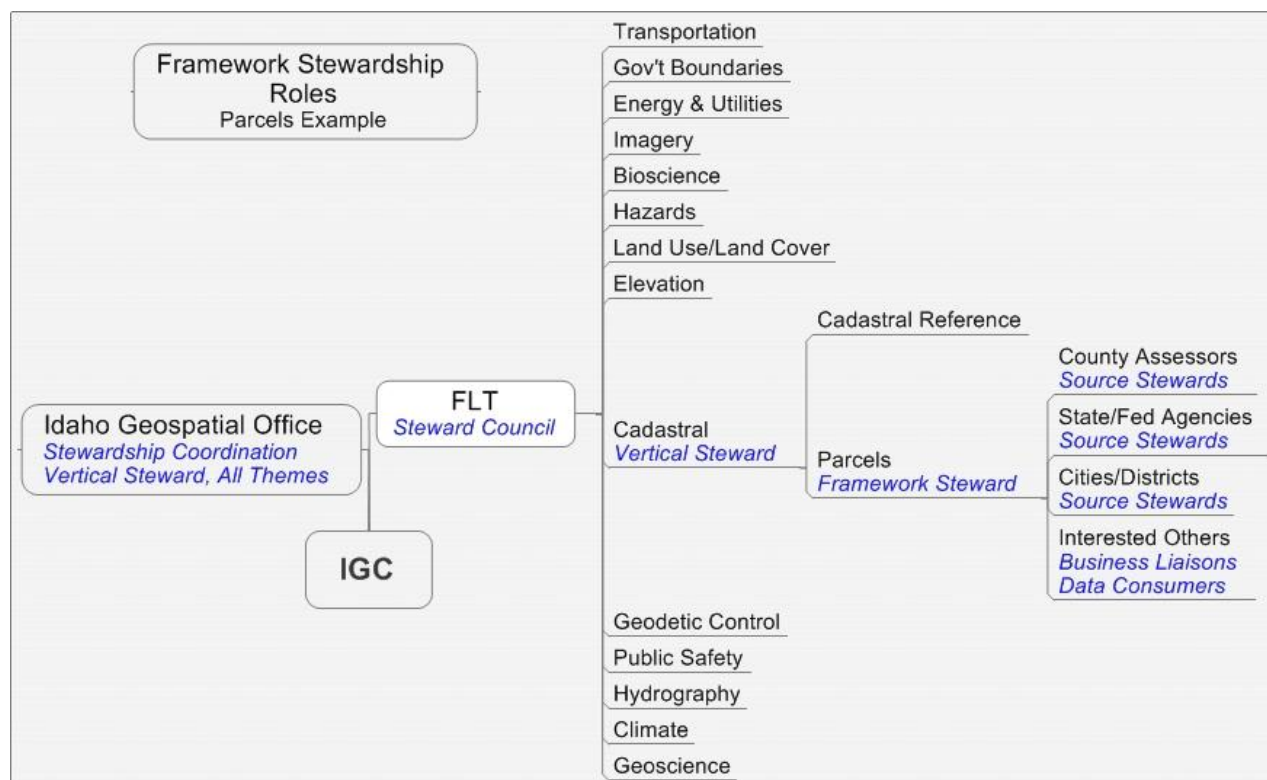 Framework Stewardship
Roles
Parcels Example
Transportation
Gov't Boundaries
Energy & Utilities
Imagery
Bioscience
Hazards
Land Use/Land Cover
Elevation
Idaho Geospatial Office
Stewardship Coordination
Vertical Steward, All Themes
IGC
FLT
Steward Council
Cadastral
Vertical Steward
Cadastral Reference
Parcels
Framework Steward
County Assessors
Source Stewards
State/Fed Agencies
Source Stewards
Cities/Districts
Source Stewards
Interested Others
Business Liaisons
Data Consumers
Geodetic Control
Public Safety
Hydrography
Climate
Geoscience